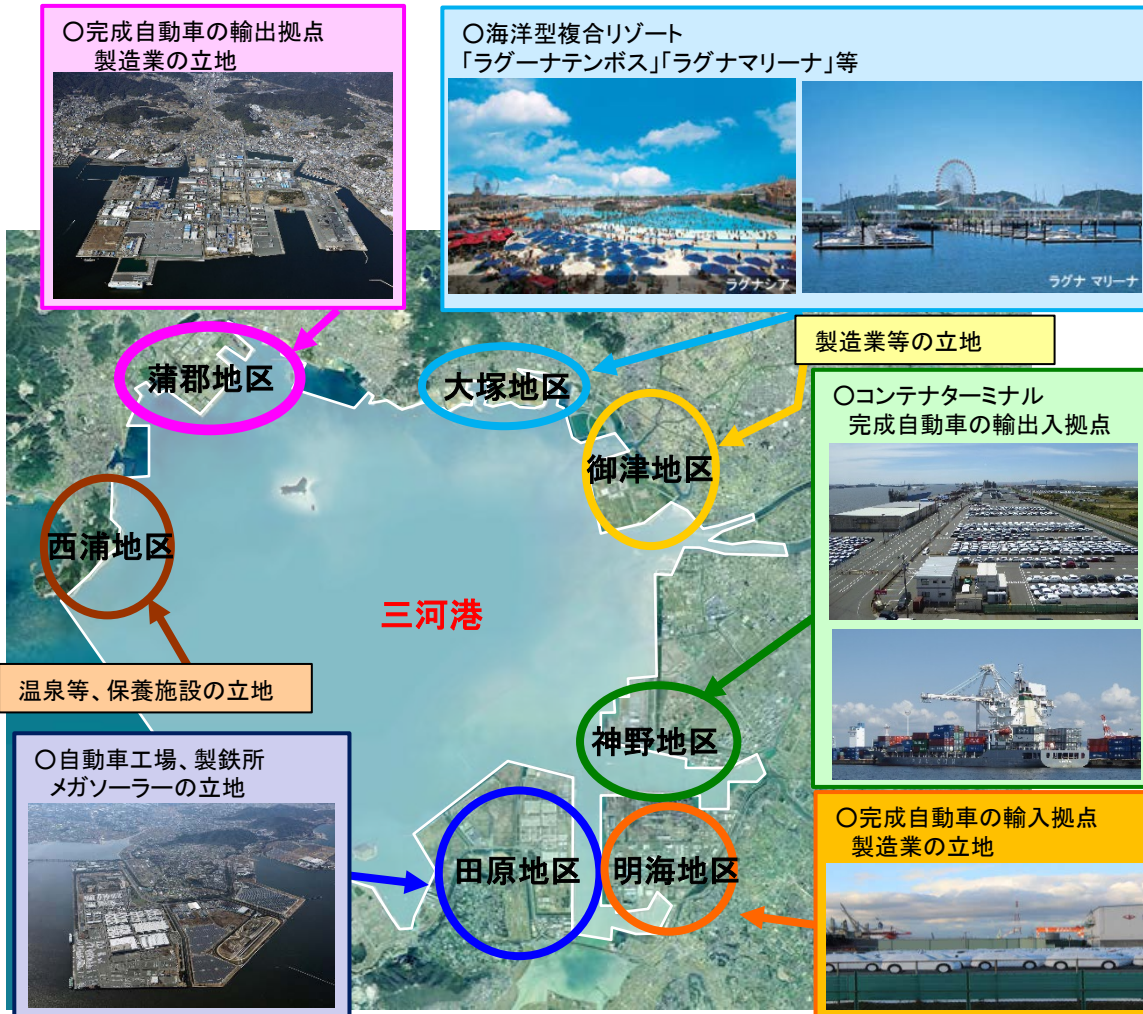 〇完成自動車の輸出拠点
製造業の立地
〇海洋型複合リゾート
「ラグーナテンボス」「ラグナマリーナ」等
ラグナシア
ラグナ マリーナ
製造業等の立地
蒲郡地区
大塚地区
御津地区
〇コンテナターミナル
完成自動車の輸出入拠点
西浦地区
三河港
温泉等、保養施設の立地
神野地区
〇自動車工場、製鉄所
メガソーラーの立地
田原地区
明海地区
〇完成自動車の輸入拠点
製造業の立地